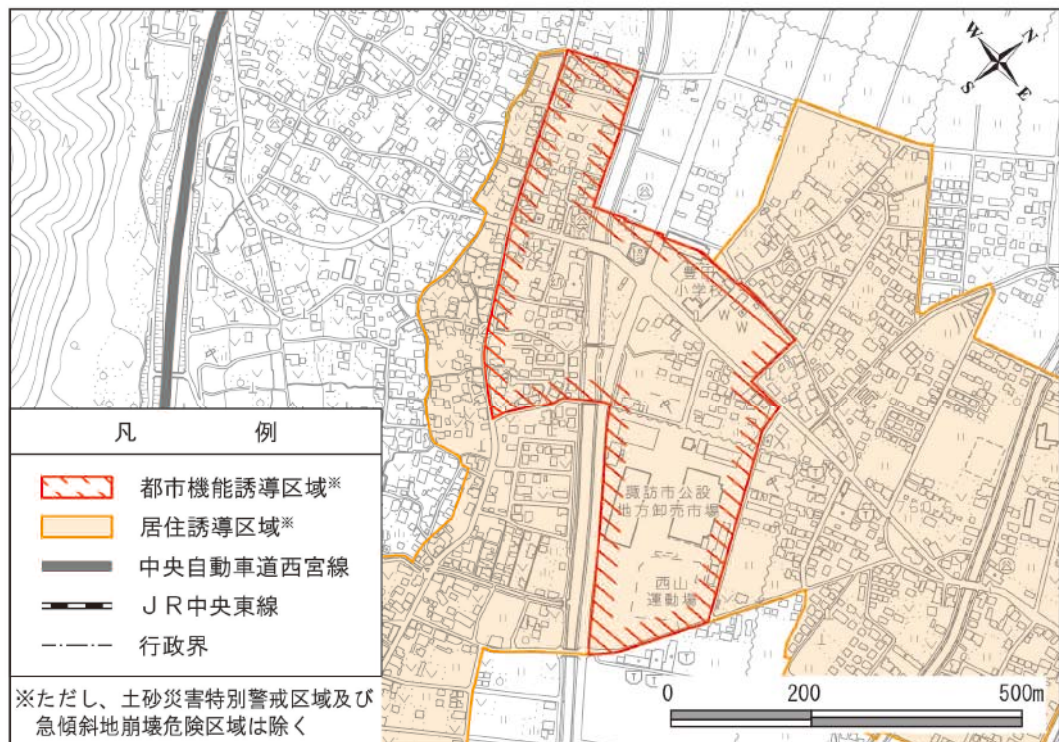 W
N
S
E
豊田
小学校
W W
諏訪市公設
地方卸売市場
西山
運動場
凡 例
都市機能誘導区域※
居住誘導区域※
中央自動車道西宮線
JR中央東線
行政界
※ただし、土砂災害特別警戒区域及び
急傾斜地崩壊危険区域は除く
0 200 500m